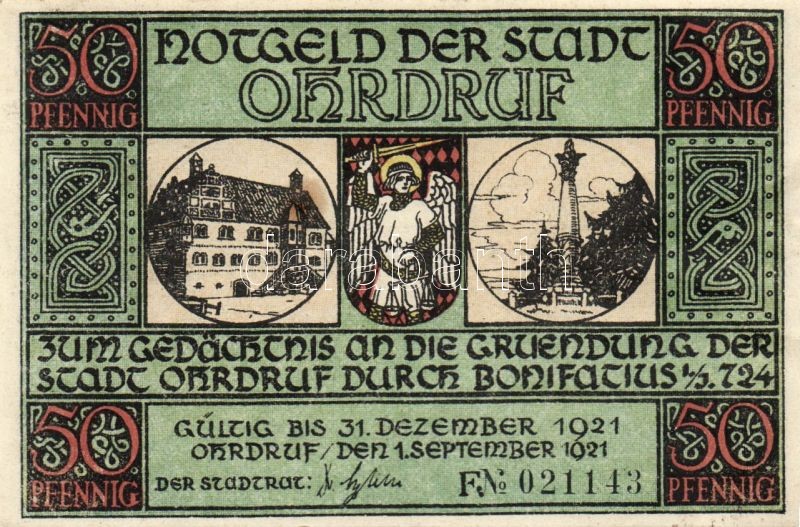 50 NOTGELD DER STADT 50
PFENNIG OHRDRUF PFENNIG
darabanth
ZUM GEDÄCHTNIS AN DIE GRUENDUNG DER
STADT OHRDRUF DURCH BONIFATIUS i/J. 724
50 GÜLTIG BIS 31. DEZEMBER 1921 50
OHRDRUF/DEN 1. SEPTEMBER 1921
PFENNIG DER STADTRAT: F.No 021143 PFENNIG